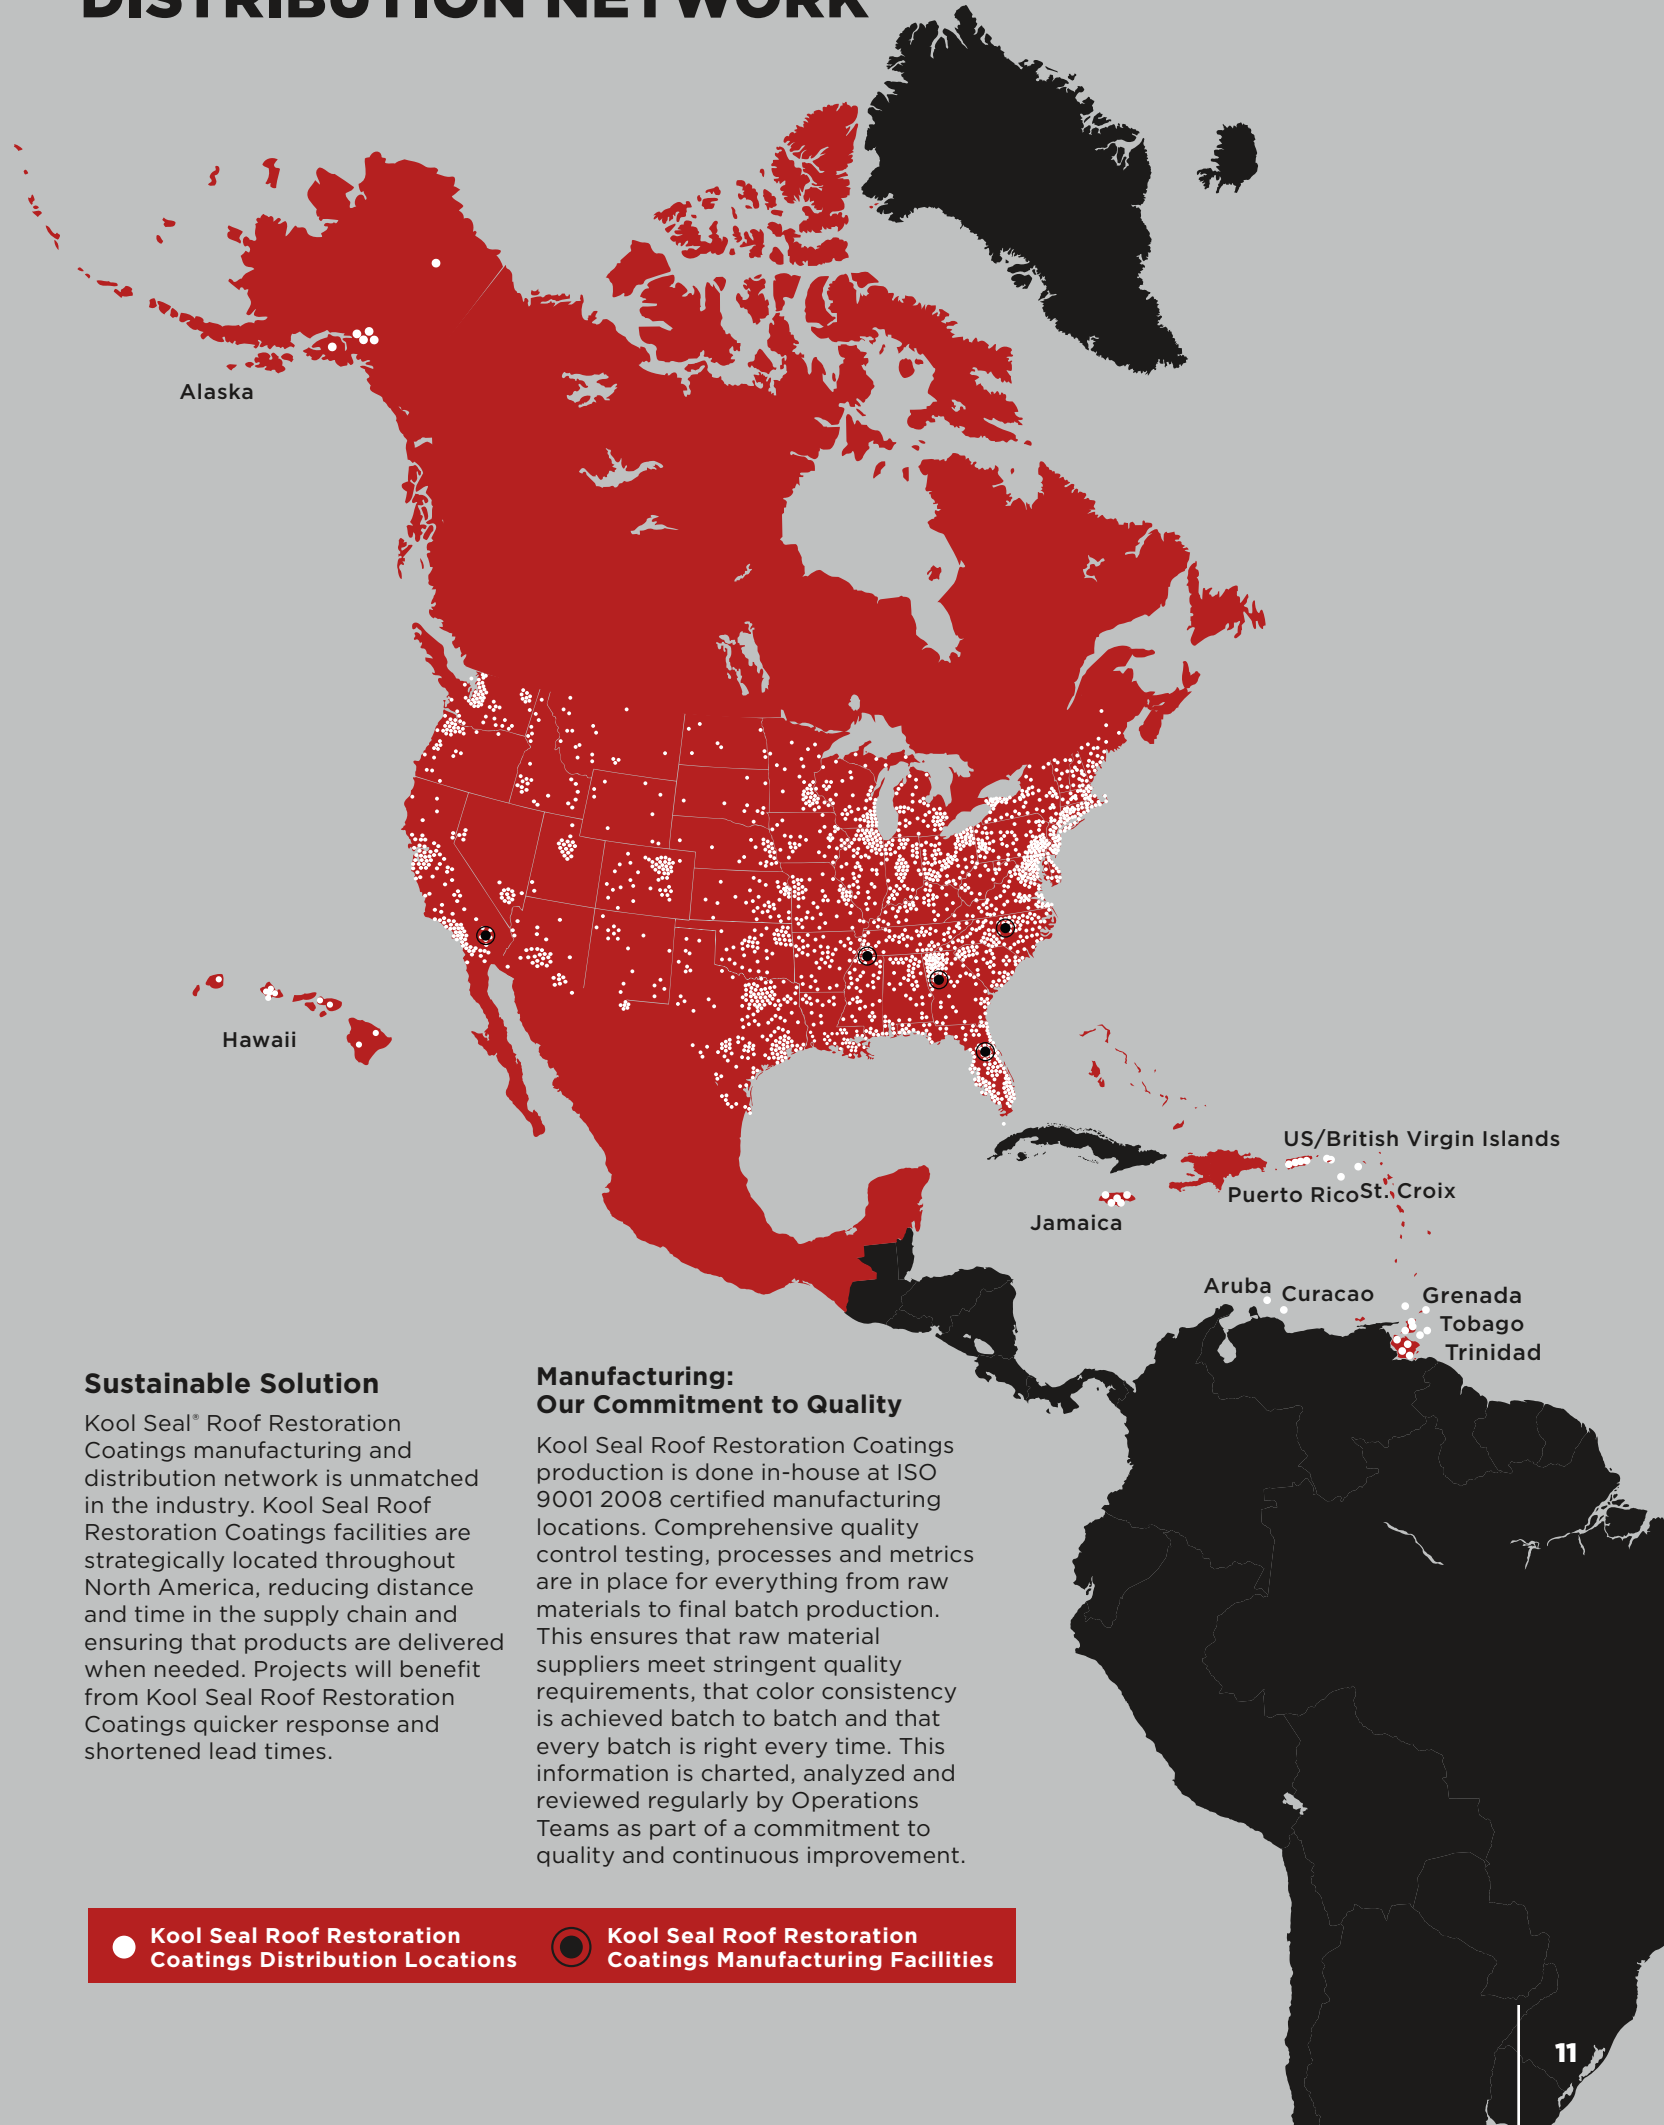 DISTRIBUTION NETWORK
Alaska
Hawaii
US/British Virgin Islands
Puerto Rico
St. Croix
Jamaica
Aruba
Curacao
Grenada
Tobago
Trinidad
Sustainable Solution
Kool Seal® Roof Restoration
Coatings manufacturing and
distribution network is unmatched
in the industry. Kool Seal Roof
Restoration Coatings facilities are
strategically located throughout
North America, reducing distance
and time in the supply chain and
ensuring that products are delivered
when needed. Projects will benefit
from Kool Seal Roof Restoration
Coatings quicker response and
shortened lead times.
Manufacturing:
Our Commitment to Quality
Kool Seal Roof Restoration Coatings
production is done in-house at ISO
9001 2008 certified manufacturing
locations. Comprehensive quality
control testing, processes and metrics
are in place for everything from raw
materials to final batch production.
This ensures that raw material
suppliers meet stringent quality
requirements, that color consistency
is achieved batch to batch and that
every batch is right every time. This
information is charted, analyzed and
reviewed regularly by Operations
Teams as part of a commitment to
quality and continuous improvement.
Kool Seal Roof Restoration
Coatings Distribution Locations
Kool Seal Roof Restoration
Coatings Manufacturing Facilities
11